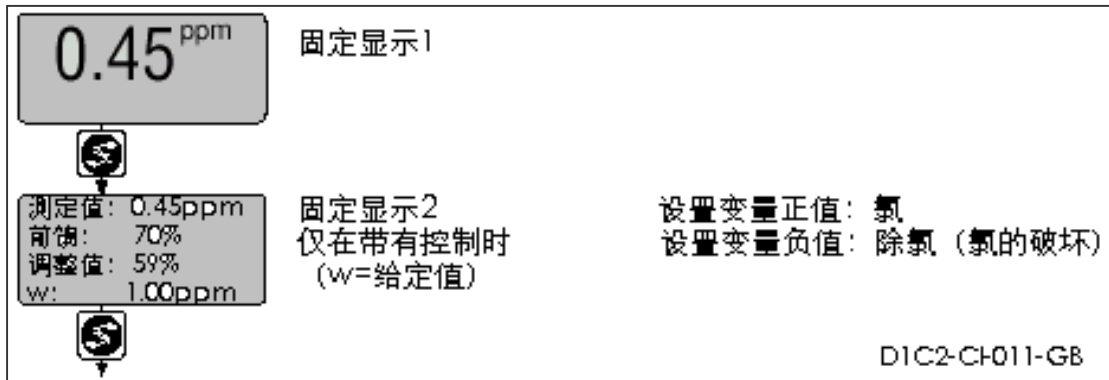 0.45 ppm
固定显示1
测定值: 0.45ppm
前馈: 70%
调整值: 59%
w: 1.00ppm
固定显示2
仅在带有控制时
(w=给定值)
设置变量正值: 氯
设置变量负值: 除氯 (氯的破坏)
D1C2-CI-011-GB